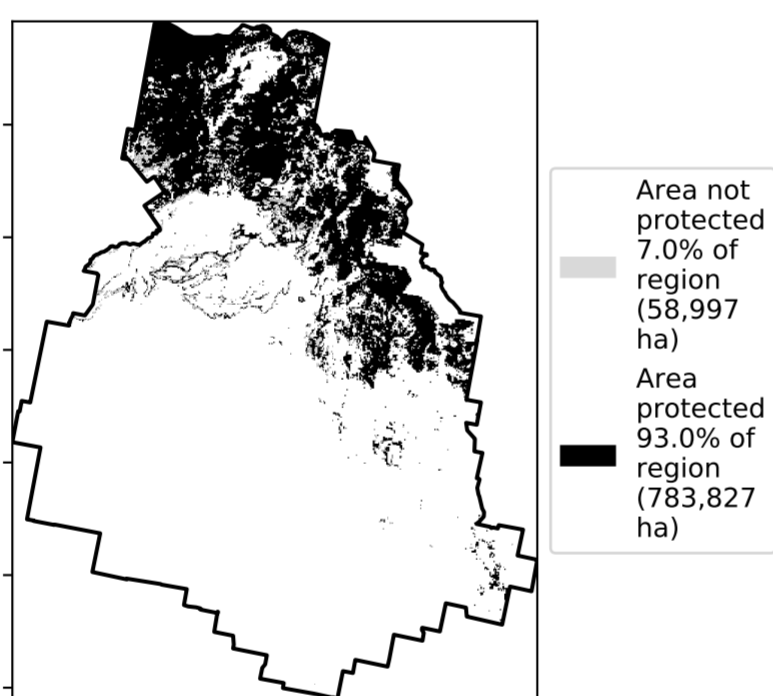 Area not
protected
7.0% of
region
(58,997
ha)
Area
protected
93.0% of
region
(783,827
ha)